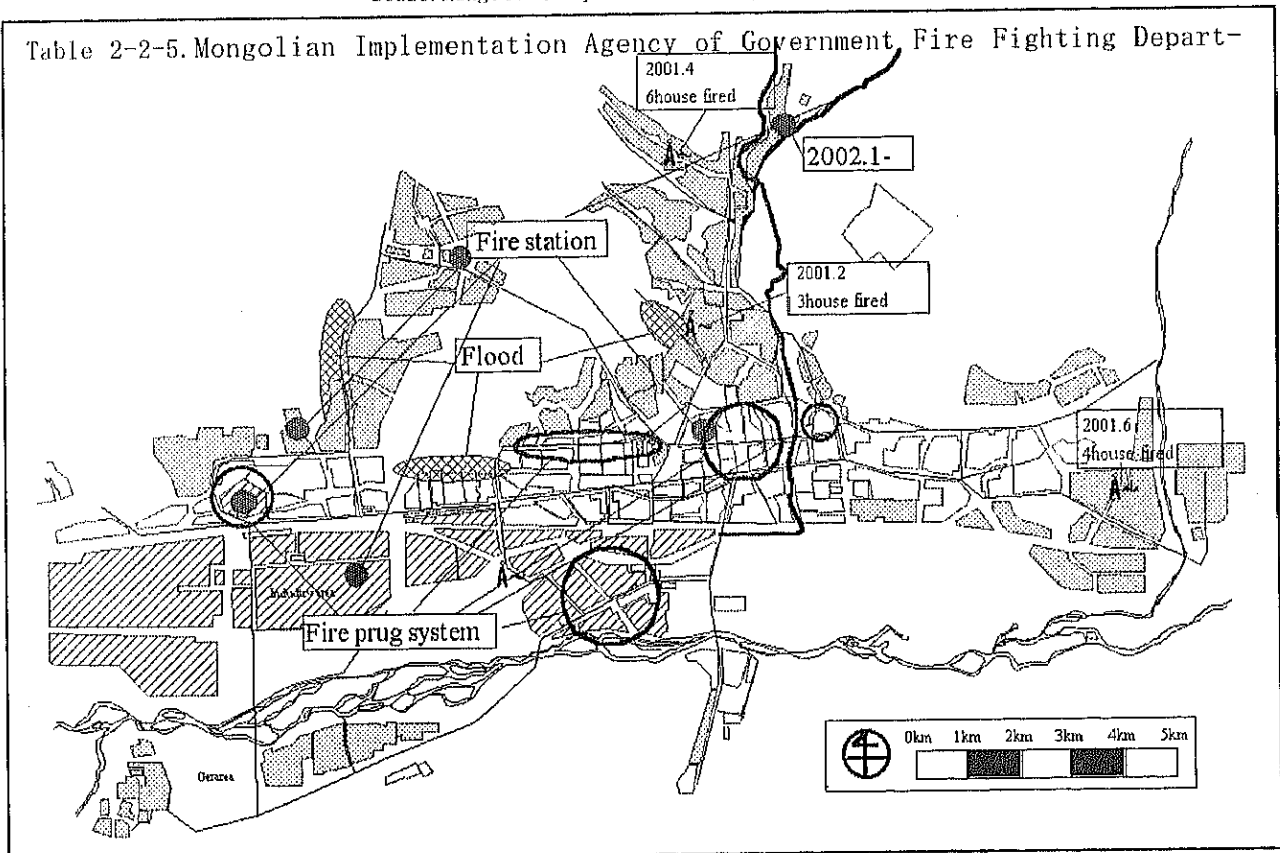 Table 2-2-5. Mongolian Implementation Agency of Government Fire Fighting Depart-
2001.4
6house fired
2002.1-
Fire station
2001.2
3house fired
Flood
2001.6
4house fired
Fire prug system
0km 1km 2km 3km 4km 5km